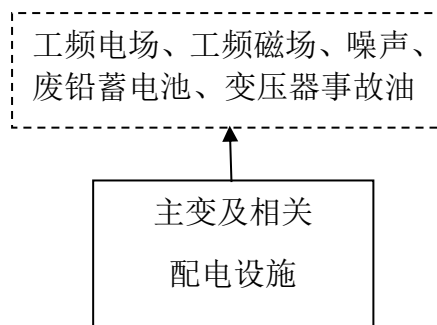 工频电场、工频磁场、噪声、
废铅蓄电池、变压器事故油
主变及相关
配电设施